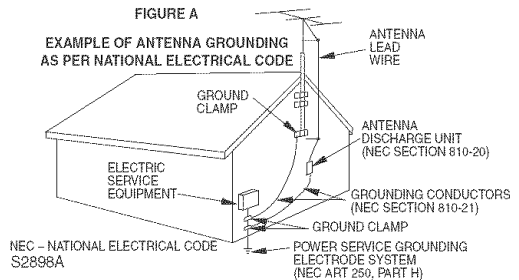 FIGURE A
EXAMPLE OF ANTENNA GROUNDING
AS PER NATIONAL ELECTRICAL CODE
ANTENNA
LEAD
WIRE
GROUND
CLAMP
ANTENNA
DISCHARGE UNIT
(NEC SECTION 810-20)
ELECTRIC
SERVICE
EQUIPMENT
GROUNDING CONDUCTORS
(NEC SECTION 810-21)
GROUND CLAMP
POWER SERVICE GROUNDING
ELECTRODE SYSTEM
(NEC ART 250, PART H)
NEC – NATIONAL ELECTRICAL CODE
S2898A